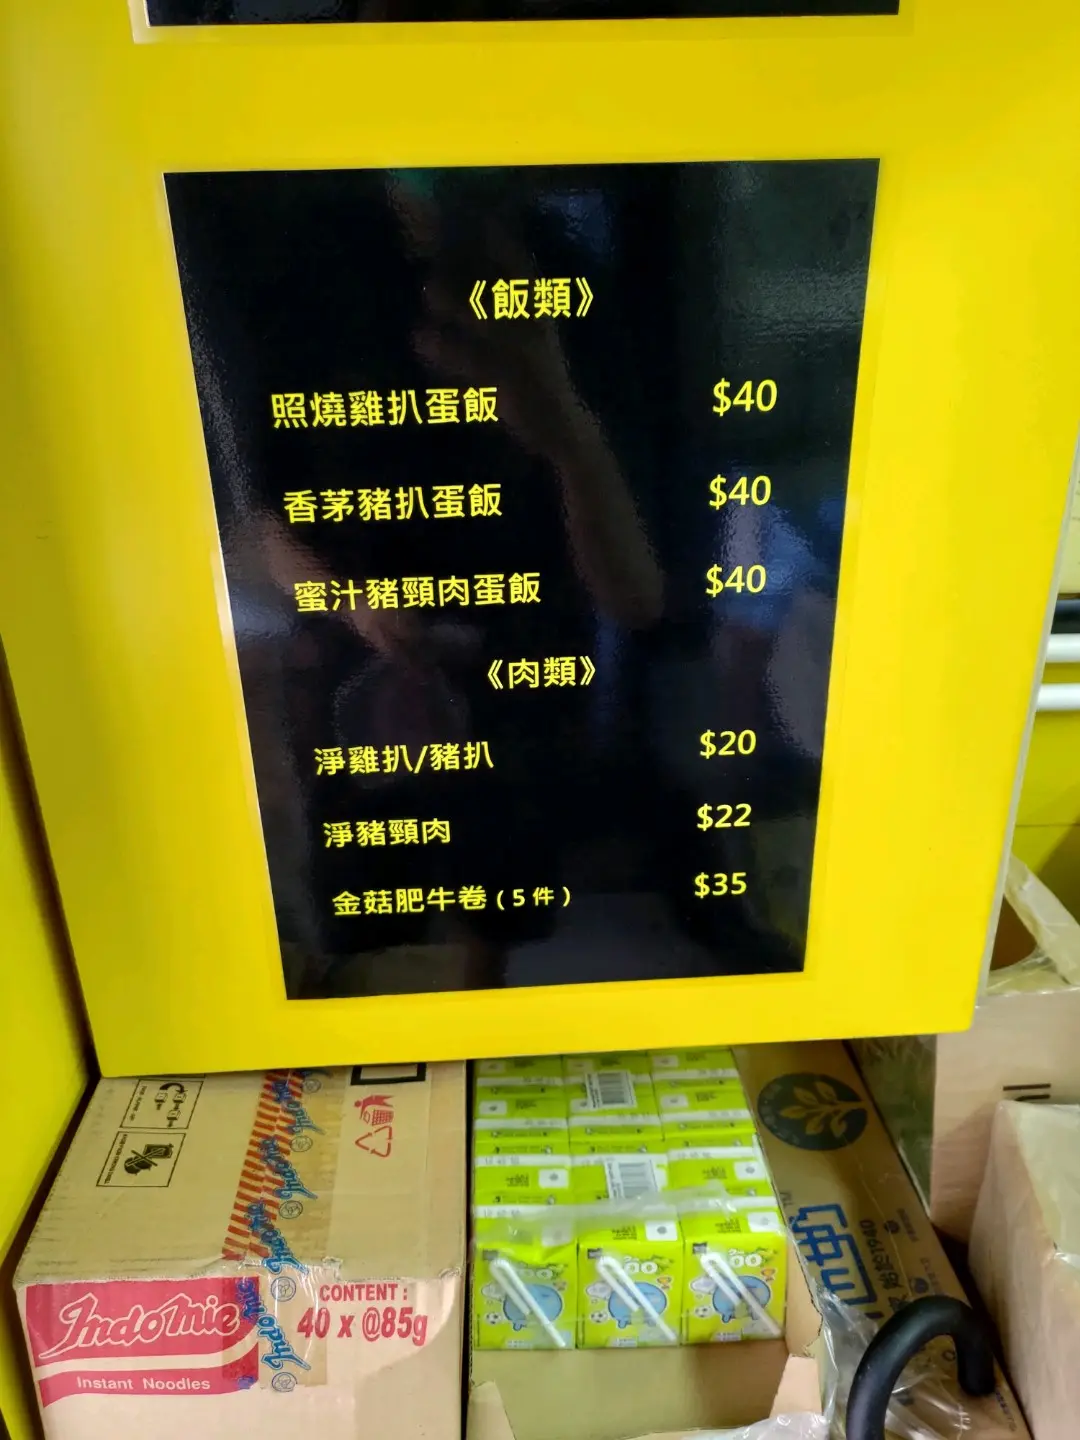 《飯類》
照燒雞扒蛋飯 $40
香茅豬扒蛋飯 $40
蜜汁豬頸肉蛋飯 $40
《肉類》
淨雞扒/豬扒 $20
淨豬頸肉 $22
金菇肥牛卷（5件） $35
Indomie
Instant Noodles
CONTENT :
40 x @85g
Indomie